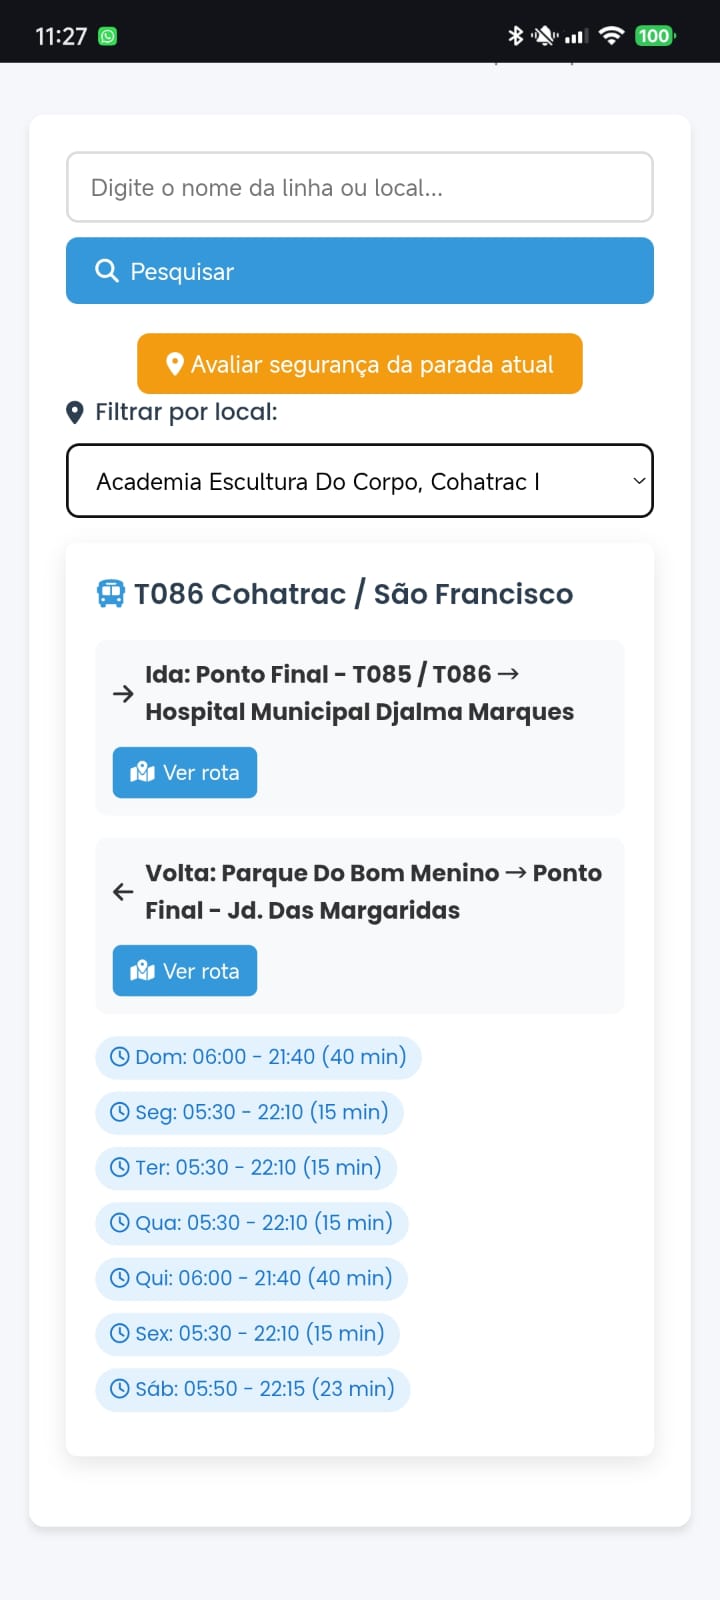 11:27
100
Digite o nome da linha ou local...
Pesquisar
Avaliar segurança da parada atual
Filtrar por local:
Academia Escultura Do Corpo, Cohatrac I
T086 Cohatrac / São Francisco
Ida: Ponto Final - T085 / T086 →
Hospital Municipal Djalma Marques
Ver rota
Volta: Parque Do Bom Menino → Ponto
Final - Jd. Das Margaridas
Ver rota
Dom: 06:00 - 21:40 (40 min)
Seg: 05:30 - 22:10 (15 min)
Ter: 05:30 - 22:10 (15 min)
Qua: 05:30 - 22:10 (15 min)
Qui: 06:00 - 21:40 (40 min)
Sex: 05:30 - 22:10 (15 min)
Sáb: 05:50 - 22:15 (23 min)